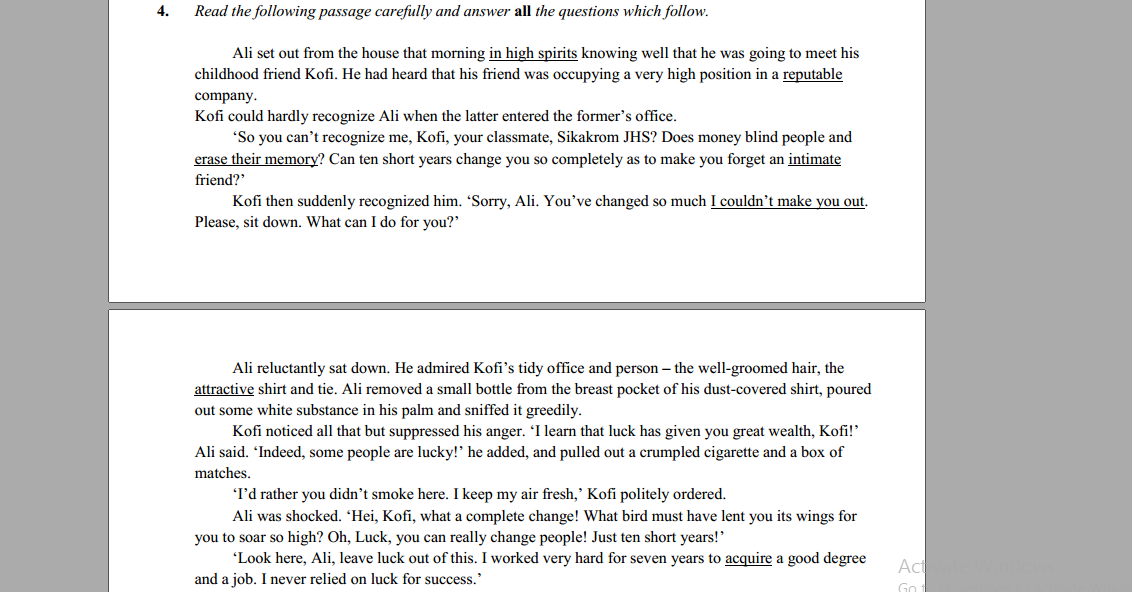 4. Read the following passage carefully and answer all the questions which follow.
Ali set out from the house that morning in high spirits knowing well that he was going to meet his
childhood friend Kofi. He had heard that his friend was occupying a very high position in a reputable
company.
Kofi could hardly recognize Ali when the latter entered the former’s office.
‘So you can’t recognize me, Kofi, your classmate, Sikakrom JHS? Does money blind people and
erase their memory? Can ten short years change you so completely as to make you forget an intimate
friend?’
Kofi then suddenly recognized him. ‘Sorry, Ali. You’ve changed so much I couldn’t make you out.
Please, sit down. What can I do for you?’
Ali reluctantly sat down. He admired Kofi’s tidy office and person – the well-groomed hair, the
attractive shirt and tie. Ali removed a small bottle from the breast pocket of his dust-covered shirt, poured
out some white substance in his palm and sniffed it greedily.
Kofi noticed all that but suppressed his anger. ‘I learn that luck has given you great wealth, Kofi!’
Ali said. ‘Indeed, some people are lucky!’ he added, and pulled out a crumpled cigarette and a box of
matches.
‘I’d rather you didn’t smoke here. I keep my air fresh,’ Kofi politely ordered.
Ali was shocked. ‘Hei, Kofi, what a complete change! What bird must have lent you its wings for
you to soar so high? Oh, Luck, you can really change people! Just ten short years!’
‘Look here, Ali, leave luck out of this. I worked very hard for seven years to acquire a good degree
and a job. I never relied on luck for success.’
Act
Go